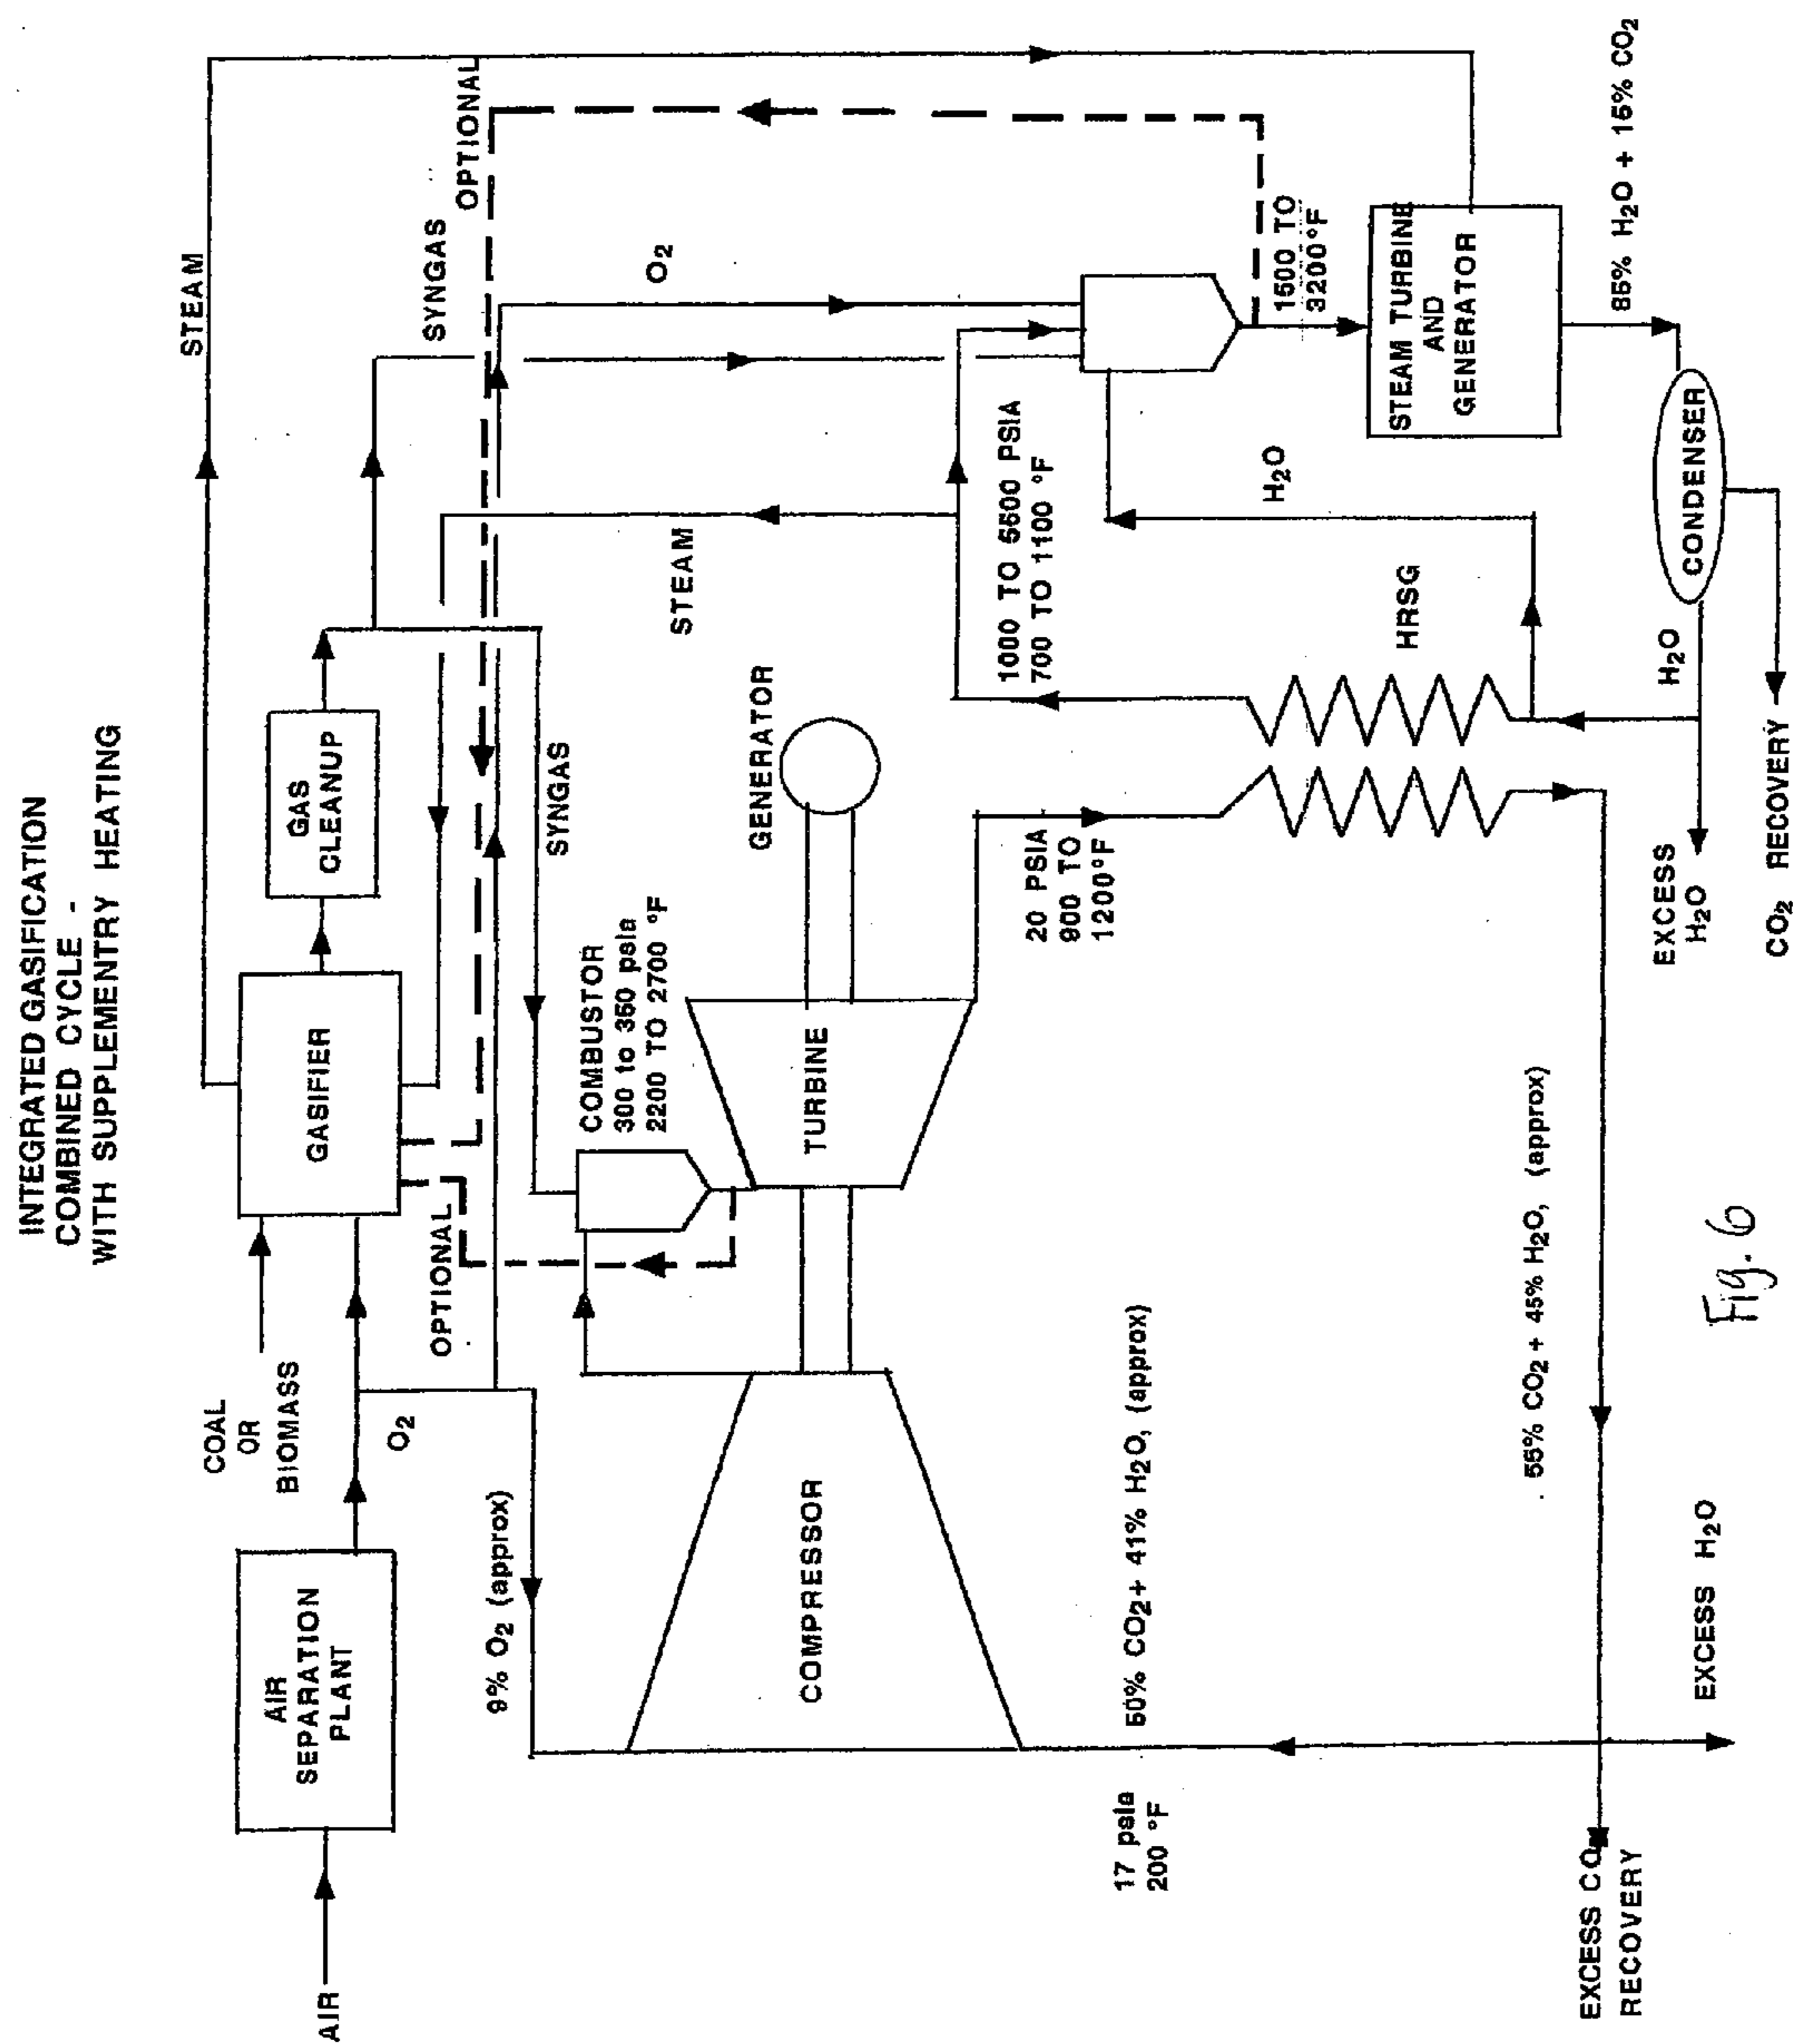 INTEGRATED GASIFICATION
COMBINED CYCLE -
WITH SUPPLEMENTRY HEATING
AIR
AIR
SEPARATION
PLANT
O2
COAL
OR
BIOMASS
GASIFIER
GAS
CLEANUP
STEAM
SYNGAS
OPTIONAL
O2
9% O2 (approx)
OPTIONAL
SYNGAS
STEAM
COMBUSTOR
300 to 350 psia
2200 TO 2700 °F
COMPRESSOR
TURBINE
GENERATOR
1000 TO 5500 PSIA
700 TO 1100 °F
20 PSIA
900 TO
1200°F
HRSG
H2O
1500 TO
3200°F
STEAM TURBINE
AND
GENERATOR
85% H2O + 15% CO2
CONDENSER
H2O
EXCESS
H2O
CO2 RECOVERY
17 psia
200 °F
50% CO2 + 41% H2O, (approx)
55% CO2 + 45% H2O, (approx)
EXCESS CO2
RECOVERY
EXCESS H2O
Fig. 6